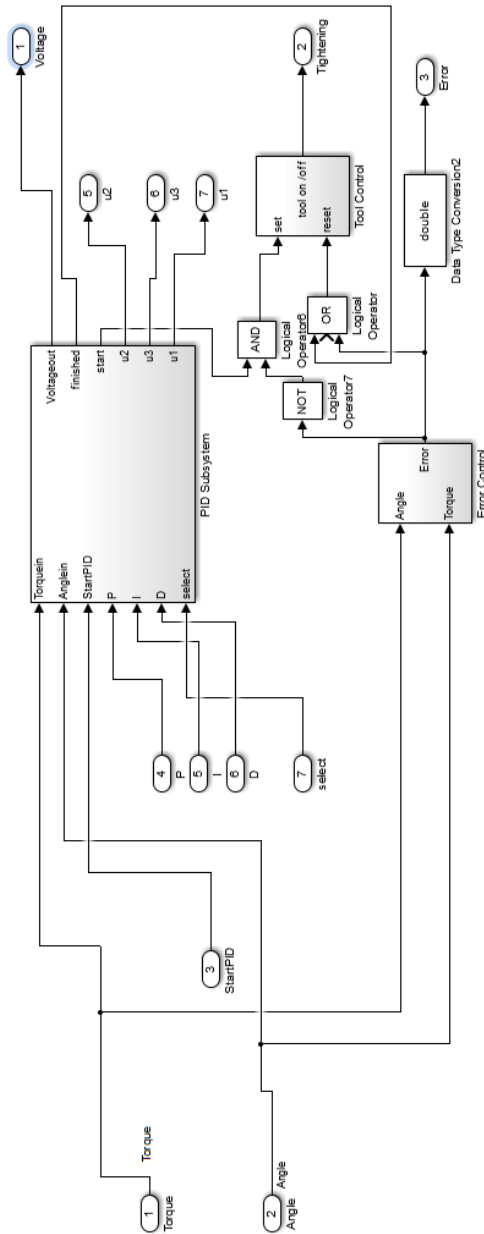 1
Torque
Torque
2
Angle
Angle
3
StartPID
4
P
5
I
6
D
7
select
Torquein
Anglein
StartPID
P
I
D
select
Voltageout
finished
start
u2
u3
u1
PID Subsystem
1
Voltage
5
u2
6
u3
7
u1
AND
Logical
Operator6
NOT
Logical
Operator7
OR
Logical
Operator
set
reset
tool on /off
Tool Control
2
Tightening
Angle
Torque
Error
Error Control
double
Data Type Conversion2
3
Error